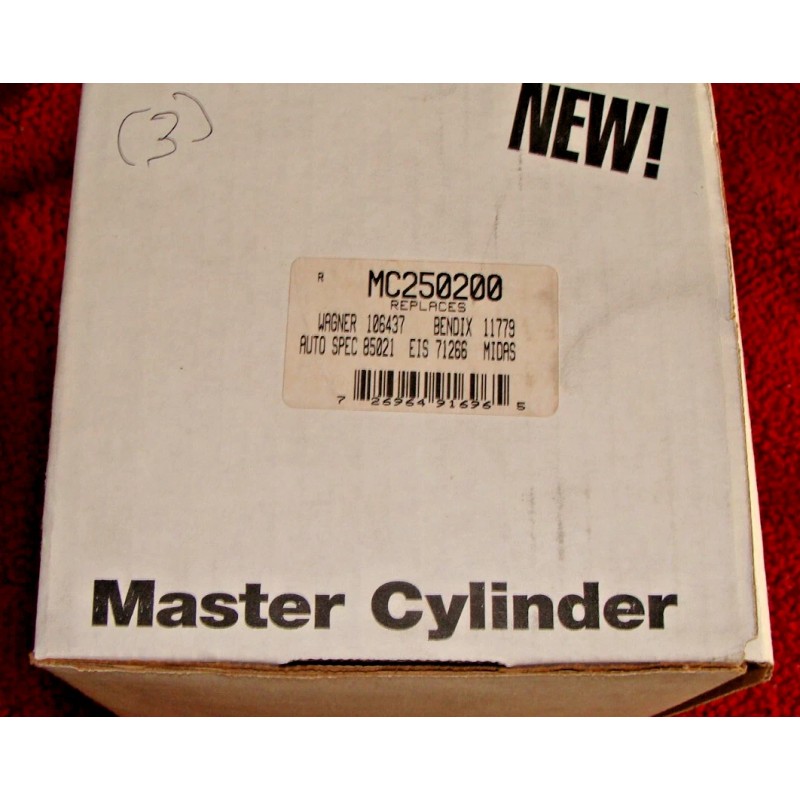 (3)
NEW!
R MC250200
REPLACES
WAGNER 106437 BENDIX 11779
AUTO SPEC 85021 EIS 71266 MIDAS
7 26964 91696 5
Master Cylinder